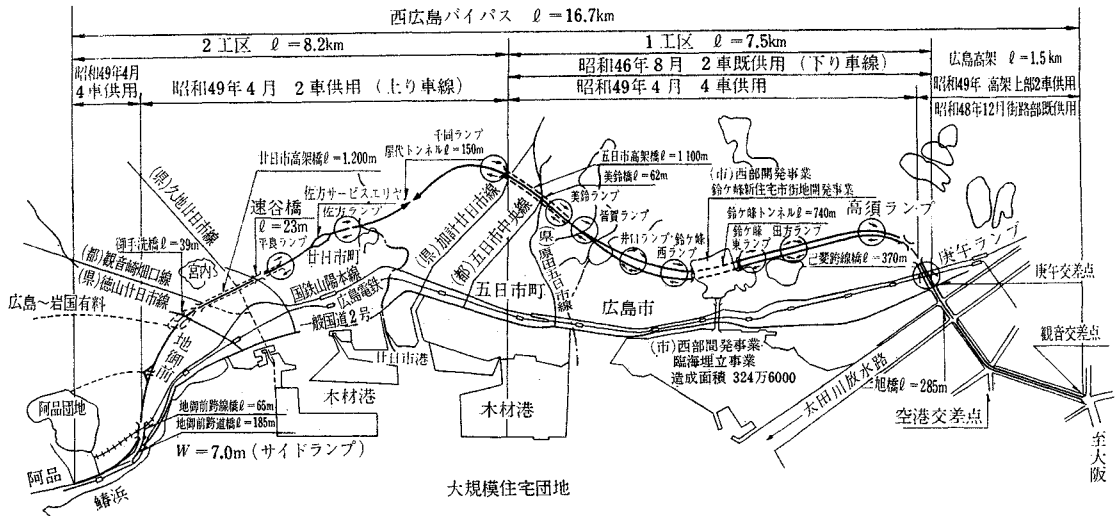 西広島バイパス ℓ=16.7km
2工区 ℓ=8.2km
1工区 ℓ=7.5km
広島高架 ℓ=1.5km
昭和46年8月 2車既供用(下り車線)
昭和49年4月
4車供用
昭和49年4月 2車供用(上り車線)
昭和49年4月 4車供用
昭和49年 高架上部2車供用
昭和48年12月街路部既供用
千同ランプ
屋代トンネルℓ=150m
廿日市高架橋ℓ=1.200m
佐方サービスエリヤ
佐方ランプ
速谷橋
ℓ=23m
平良ランプ
(県)久地廿日市線
御手洗橋ℓ=39m
(都)観音崎畑口線
(県)徳山廿日市線
広島〜岩国有料
宮内
廿日市町
国鉄山陽本線
広島電鉄
一般国道2号
(県)加計廿日市線
(都)五日市中央線
五日市高架橋ℓ=1100m
美鈴橋ℓ=62m
美鈴ランプ
笛賀ランプ
(県)原田五日市線
井口ランプ・鈴ケ峰
西ランプ
(市)西部開発事業
鈴ケ峰新住宅市街地開発事業
鈴ケ峰トンネルℓ=740m
鈴ケ峰
東ランプ
田方ランプ
己斐跨線橋ℓ=370m
高須ランプ
庚午ランプ
庚午交差点
観音交差点
五日市町
広島市
北地御前
廿日市港
木材港
木材港
(市)西部開発事業
臨海埋立事業
造成面積 324万6000
太田川放水路
旭橋ℓ=285m
空港交差点
至大阪
阿品団地
地御前跨線橋ℓ=65m
地御前跨道橋ℓ=185m
W=7.0m(サイドランプ)
阿品
鰆浜
大規模住宅団地